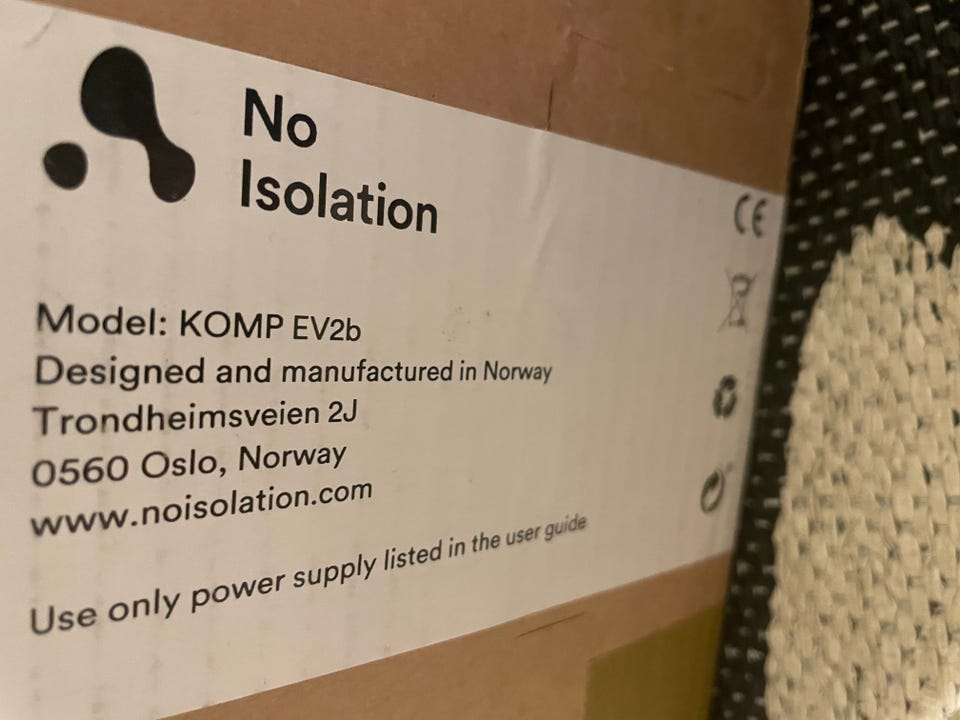 No
Isolation
CE
Model: KOMP EV2b
Designed and manufactured in Norway
Trondheimsveien 2J
0560 Oslo, Norway
www.noisolation.com
Use only power supply listed in the user guide